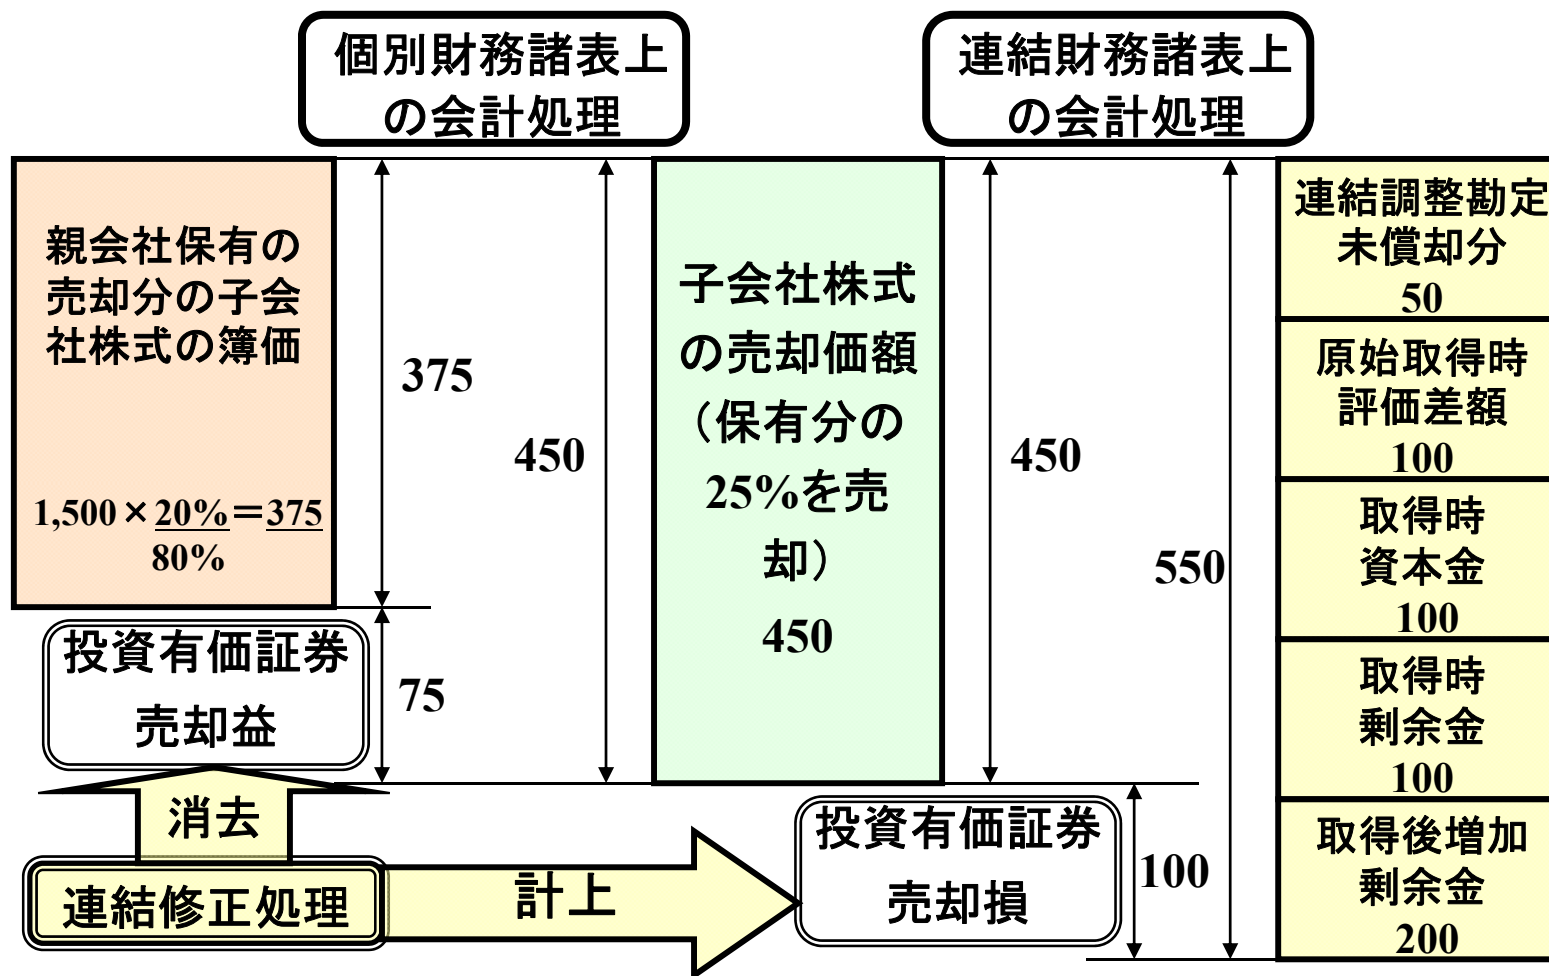 個別財務諸表上
の会計処理
連結財務諸表上
の会計処理
親会社保有の
売却分の子会
社株式の簿価
1,500×20%＝375
80%
375
450
子会社株式
の売却価額
（保有分の
25%を売
却）
450
450
550
連結調整勘定
未償却分
50
原始取得時
評価差額
100
取得時
資本金
100
取得時
剰余金
100
取得後増加
剰余金
200
投資有価証券
売却益
75
消去
連結修正処理
計上
投資有価証券
売却損
100